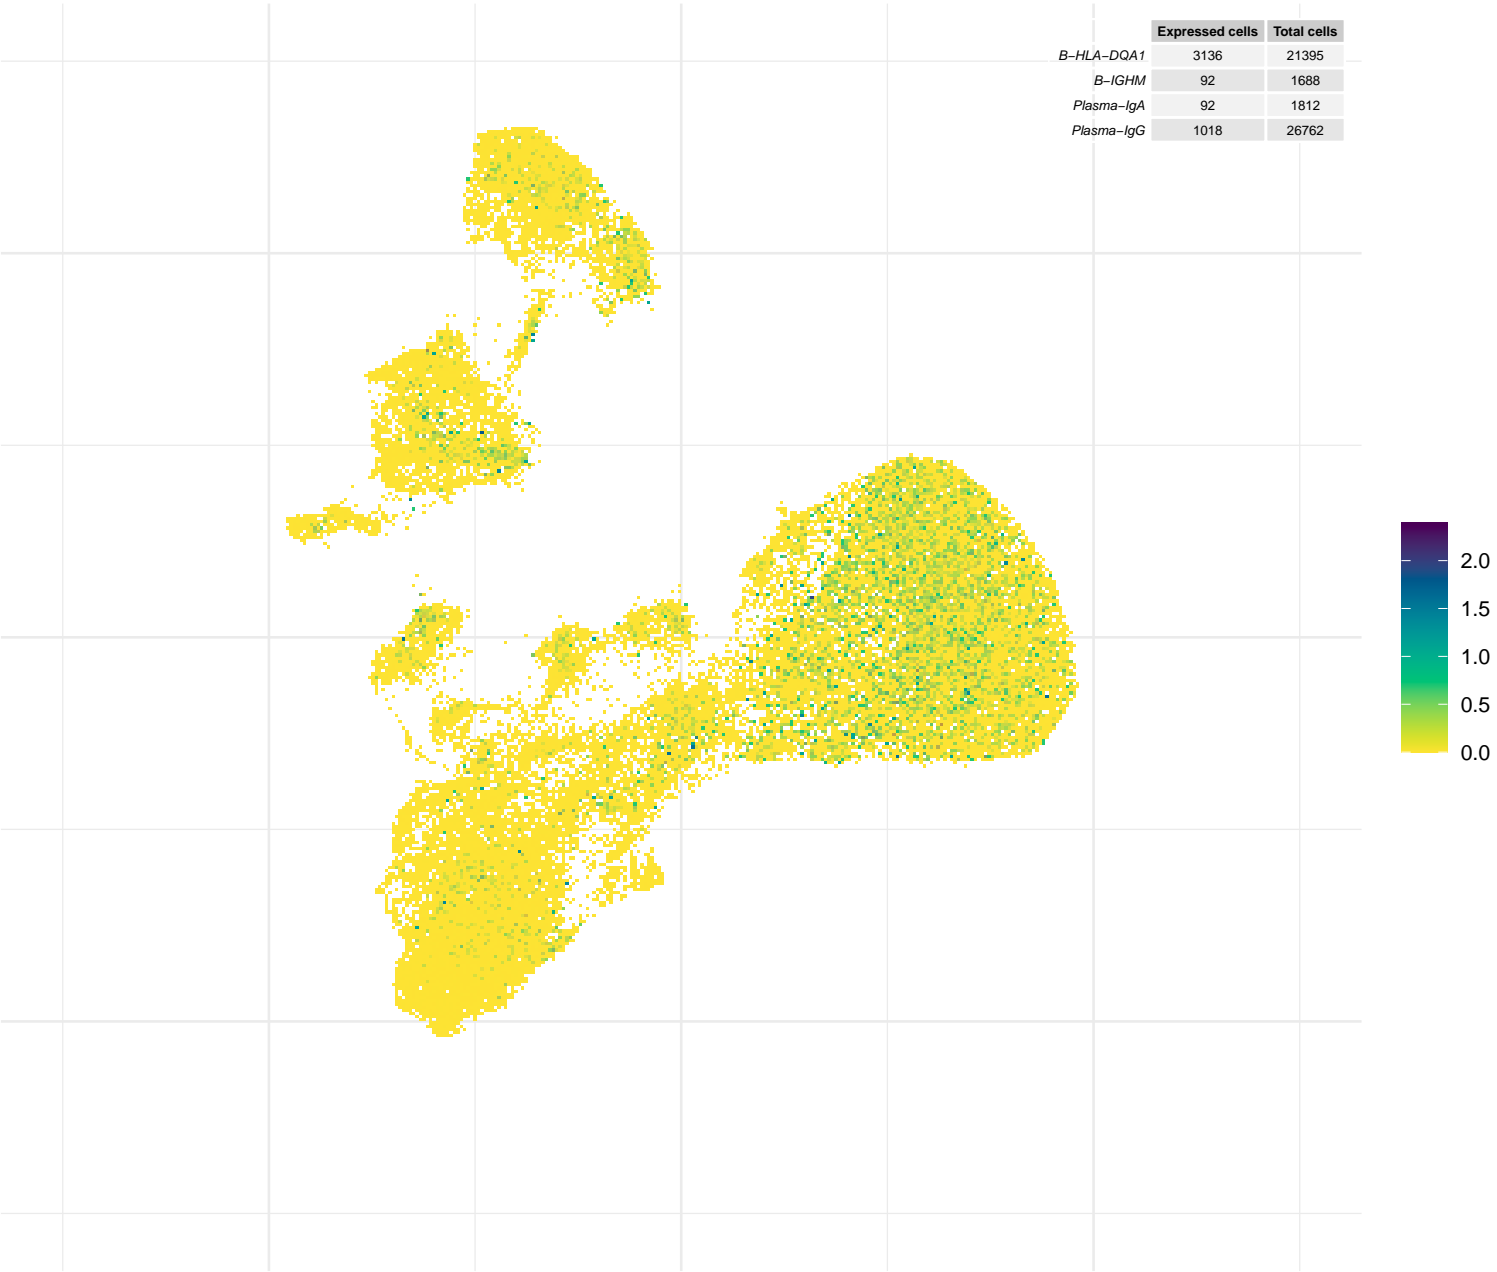 Expressed cells Total cells
B−HLA−DQA1 3136 21395
B−IGHM 92 1688
Plasma−IgA 92 1812
Plasma−IgG 1018 26762
2.0
1.5
1.0
0.5
0.0